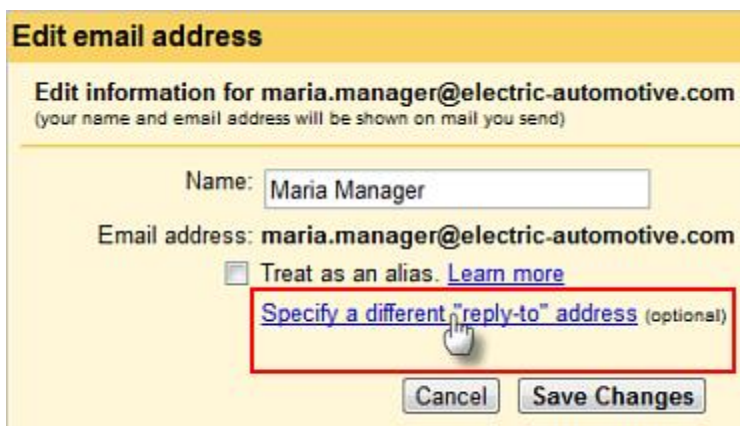 Edit email address
Edit information for maria.manager@electric-automotive.com
(your name and email address will be shown on mail you send)
Name: Maria Manager
Email address: maria.manager@electric-automotive.com
Treat as an alias. Learn more
Specify a different "reply-to" address (optional)
Cancel Save Changes